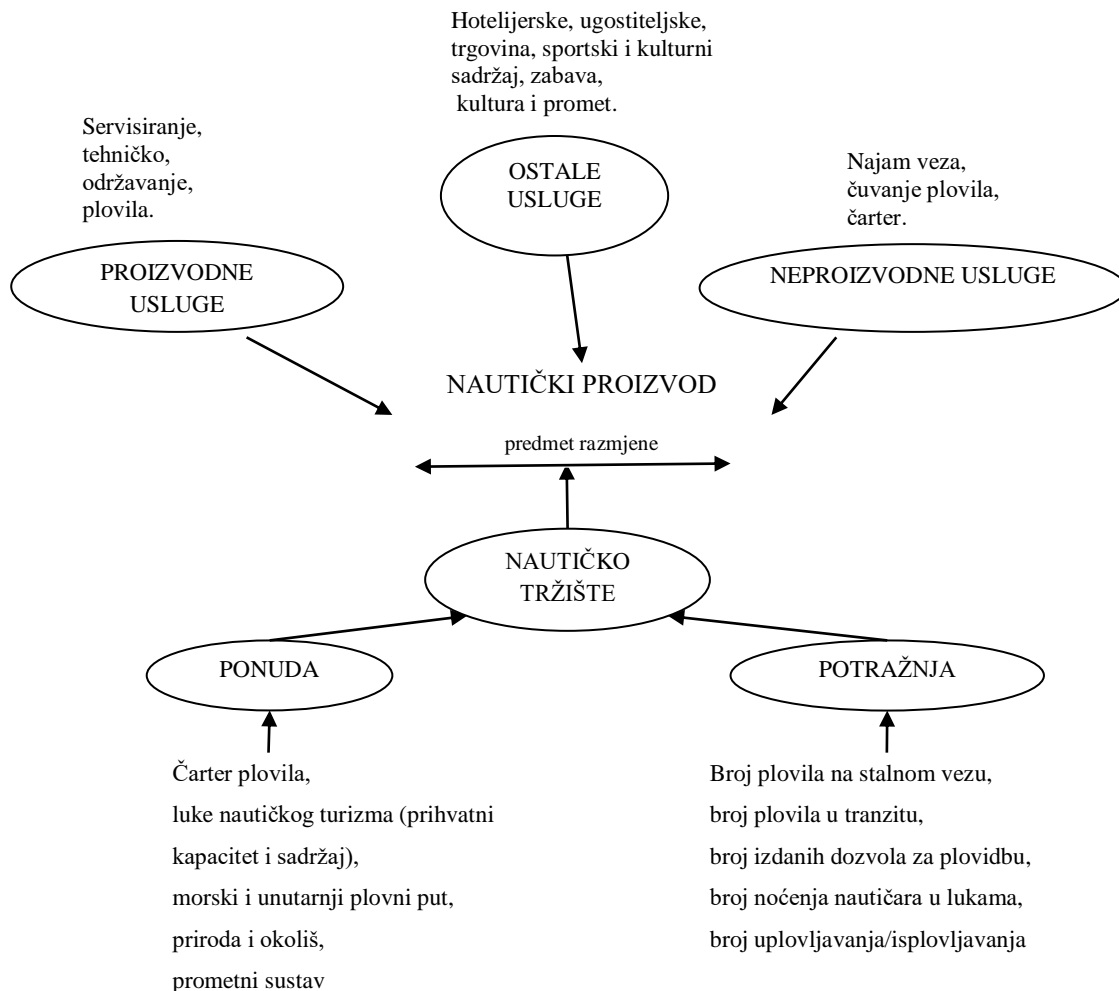 Hotelijerske, ugostiteljske,
trgovina, sportski i kulturni
sadržaj, zabava,
kultura i promet.
Servisiranje,
tehničko,
održavanje,
plovila.
OSTALE
USLUGE
Najam veza,
čuvanje plovila,
čarter.
PROIZVODNE
USLUGE
NEPROIZVODNE USLUGE
NAUTIČKI PROIZVOD
predmet razmjene
NAUTIČKO
TRŽIŠTE
PONUDA
POTRAŽNJA
Čarter plovila,
luke nautičkog turizma (prihvatni
kapacitet i sadržaj),
morski i unutarnji plovni put,
priroda i okoliš,
prometni sustav
Broj plovila na stalnom vezu,
broj plovila u tranzitu,
broj izdanih dozvola za plovidbu,
broj noćenja nautičara u lukama,
broj uplovljavanja/isplovljavanja